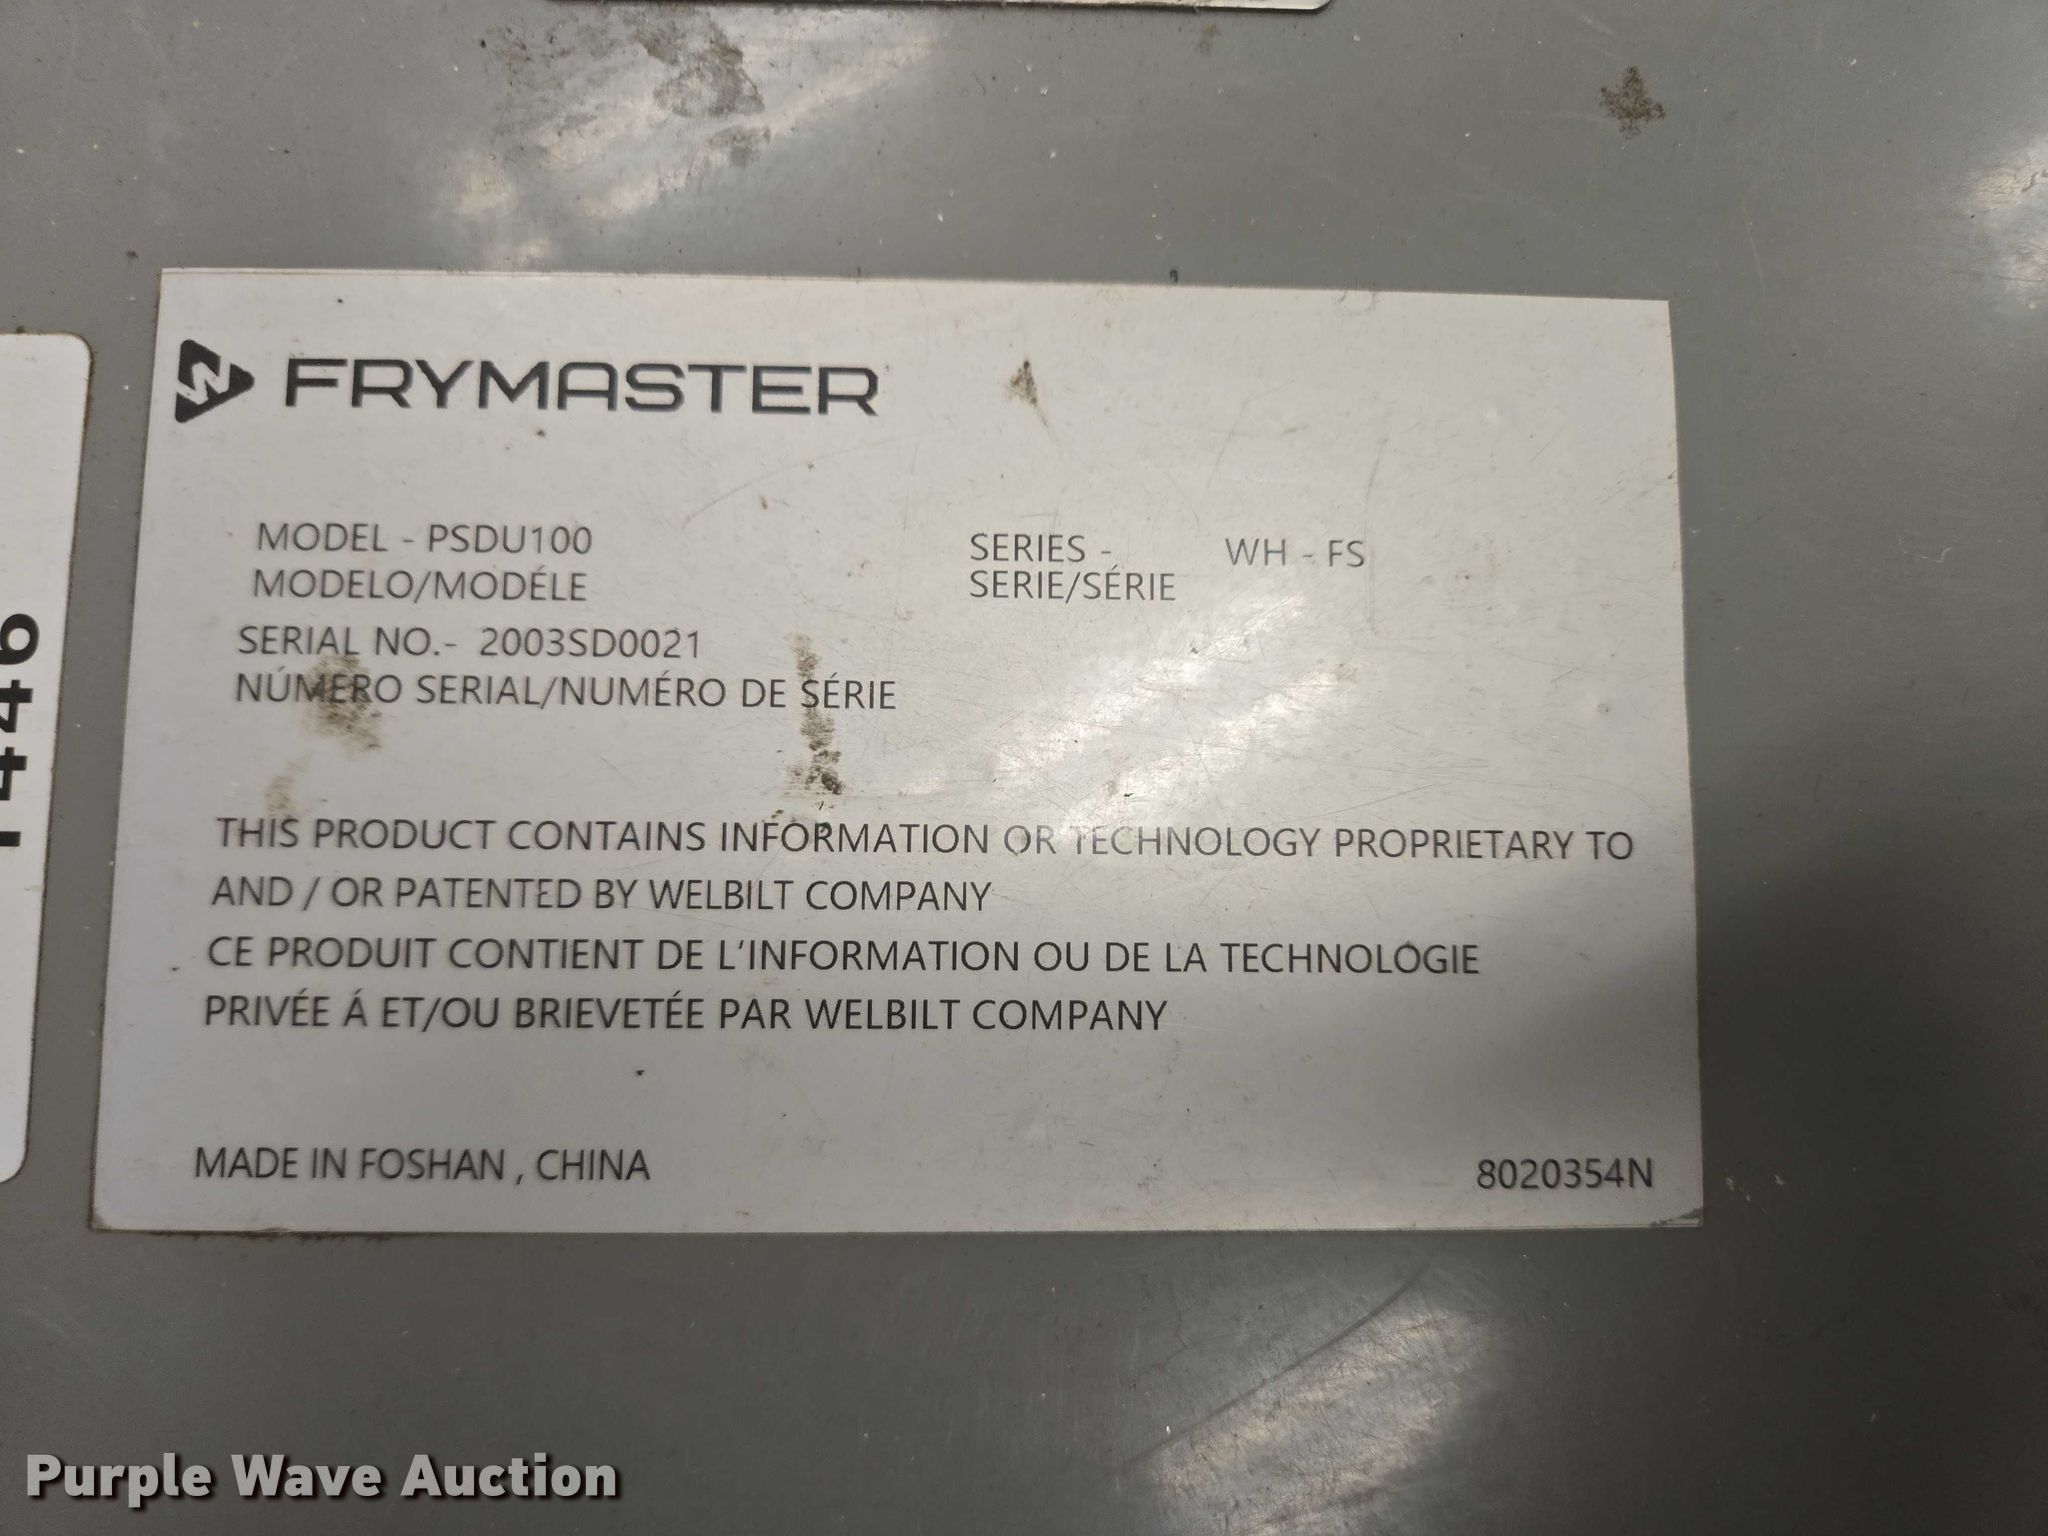 FRYMASTER
MODEL - PSDU100
MODELO/MODÉLE
SERIES - WH - FS
SERIE/SÉRIE
SERIAL NO.- 2003SD0021
NÚMERO SERIAL/NUMÉRO DE SÉRIE
THIS PRODUCT CONTAINS INFORMATION OR TECHNOLOGY PROPRIETARY TO
AND / OR PATENTED BY WELBILT COMPANY
CE PRODUIT CONTIENT DE L'INFORMATION OU DE LA TECHNOLOGIE
PRIVÉE Á ET/OU BRIEVETÉE PAR WELBILT COMPANY
MADE IN FOSHAN , CHINA
8020354N
Purple Wave Auction